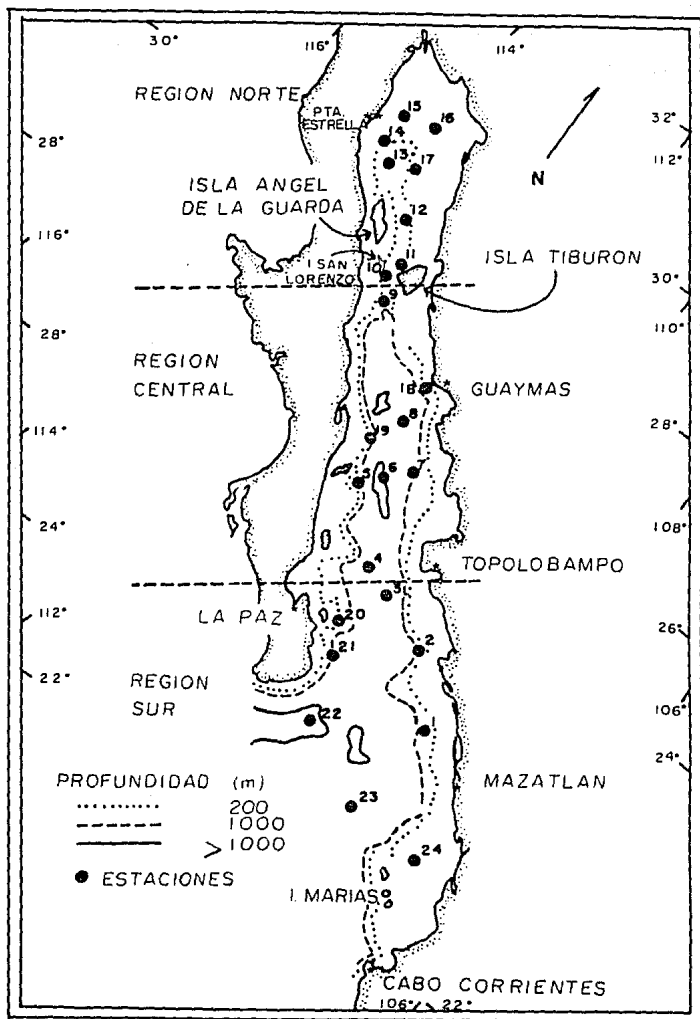 30°
116°
114°
REGION NORTE
PTA.
ESTRELLA
15
16
32°
28°
14
112°
13
17
ISLA ANGEL
DE LA GUARDA
N
12
116°
11
ISLA TIBURON
I SAN
LORENZO
10
30°
9
28°
110°
REGION
CENTRAL
18
GUAYMAS
8
114°
19
28°
6
7
5
24°
108°
4
TOPOLOBAMPO
3
112°
LA PAZ
20
26°
21
2
22°
REGION
SUR
106°
22
1
24°
PROFUNDIDAD (m)
MAZATLAN
200
23
1000
> 1000
24
ESTACIONES
I. MARIAS
CABO CORRIENTES
106° 22°